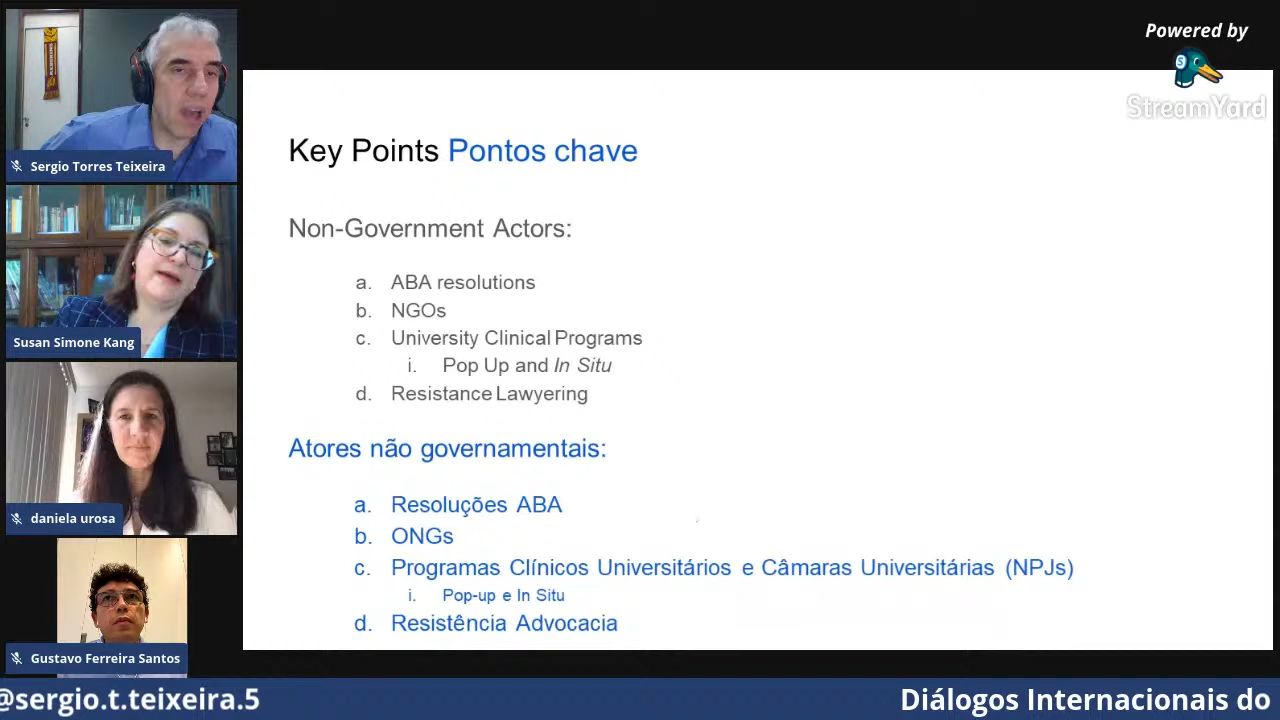 Powered by
StreamYard
Sergio Torres Teixeira
Susan Simone Kang
daniela urosa
Gustavo Ferreira Santos
Key Points Pontos chave
Non-Government Actors:
a. ABA resolutions
b. NGOs
c. University Clinical Programs
i. Pop Up and In Situ
d. Resistance Lawyering
Atores não governamentais:
a. Resoluções ABA
b. ONGs
c. Programas Clínicos Universitários e Câmaras Universitárias (NPJs)
i. Pop-up e In Situ
d. Resistência Advocacia
@sergio.t.teixeira.5
Diálogos Internacionais do